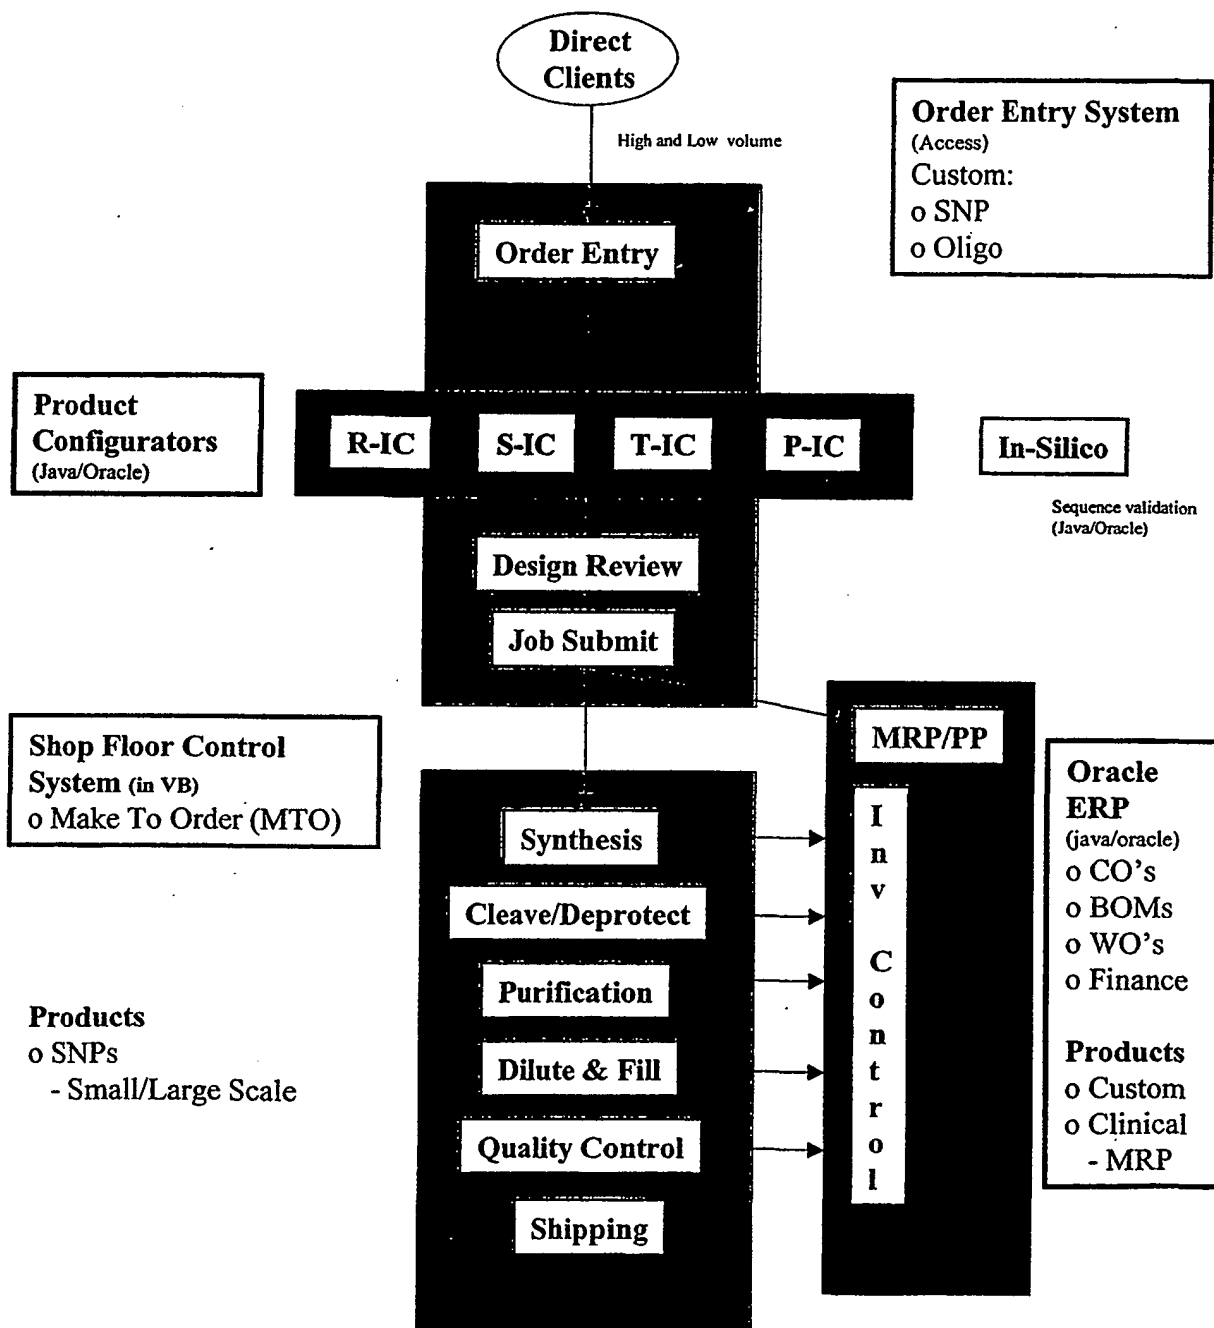 Direct
Clients
High and Low volume
Order Entry System
(Access)
Custom:
o SNP
o Oligo
Order Entry
Product
Configurators
(Java/Oracle)
R-IC
S-IC
T-IC
P-IC
In-Silico
Sequence validation
(Java/Oracle)
Design Review
Job Submit
Shop Floor Control
System (in VB)
o Make To Order (MTO)
MRP/PP
Oracle
ERP
(java/oracle)
o CO's
o BOMs
o WO's
o Finance
Products
o Custom
o Clinical
- MRP
Synthesis
Cleave/Deprotect
Purification
Dilute & Fill
Quality Control
Shipping
Inv Control
Products
o SNPs
- Small/Large Scale